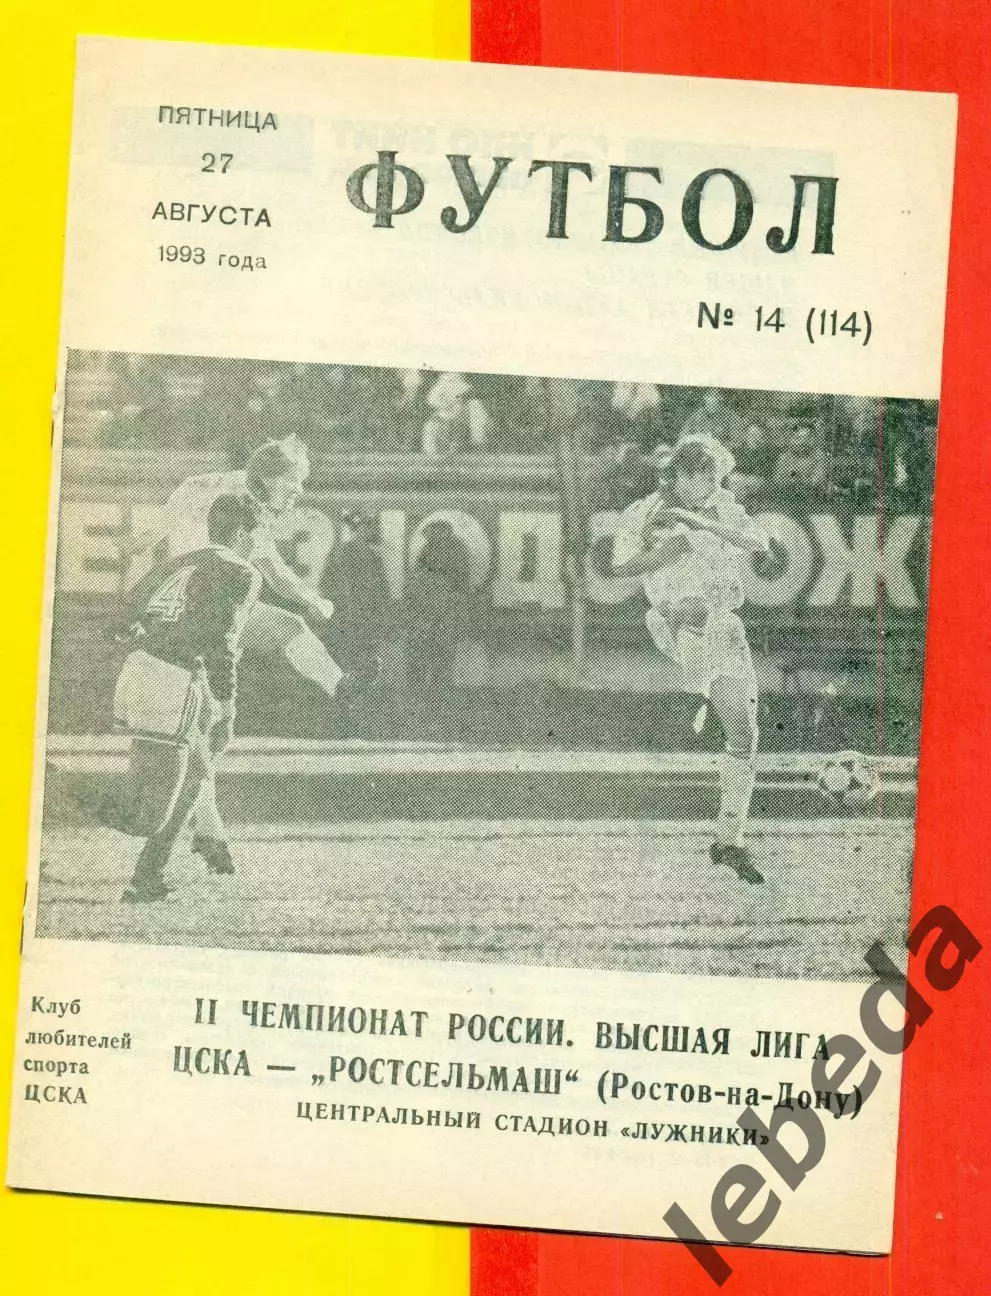 ПЯТНИЦА
27
АВГУСТА
1993 года
ФУТБОЛ
№ 14 (114)
4
II ЧЕМПИОНАТ РОССИИ. ВЫСШАЯ ЛИГА
ЦСКА — „РОСТСЕЛЬМАШ“ (Ростов-на-Дону)
ЦЕНТРАЛЬНЫЙ СТАДИОН «ЛУЖНИКИ»
Клуб
любителей
спорта
ЦСКА
lebeda